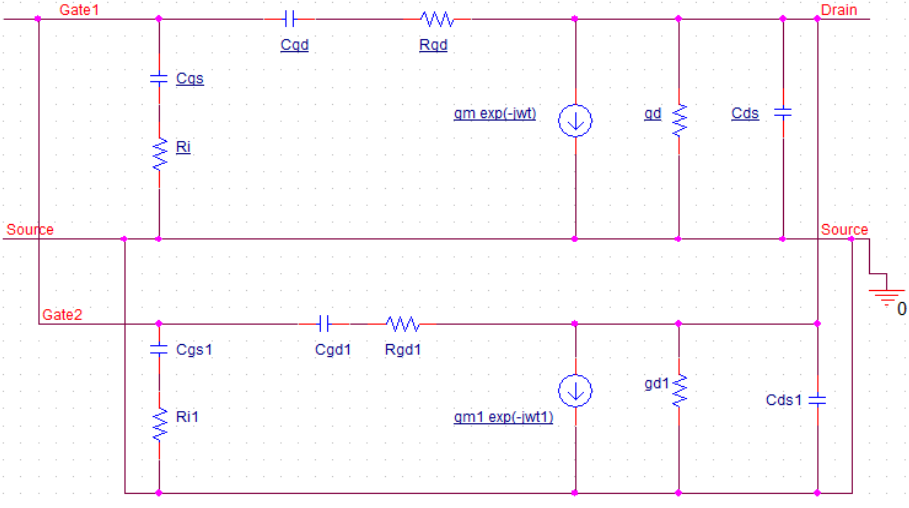 Gate1
Drain
Cgd
Rgd
Cgs
gm exp(-jwt)
gd
Cds
Ri
Source
Source
0
Gate2
Cgs1
Cgd1
Rgd1
gd1
Cds1
Ri1
gm1 exp(-jwt1)